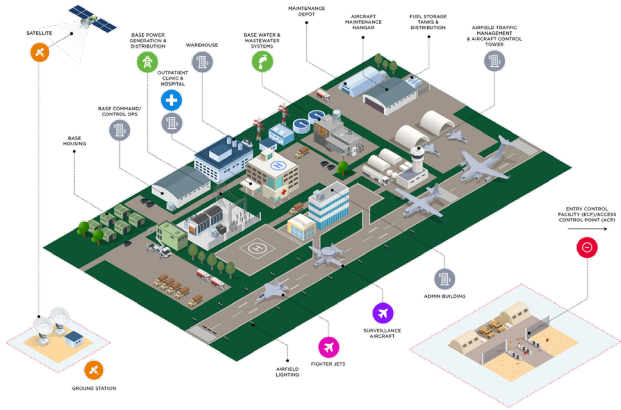 MAINTENANCE
DEPOT
AIRCRAFT
MAINTENANCE
HANGAR
FUEL STORAGE
TANKS &
DISTRIBUTION
AIRFIELD TRAFFIC
MANAGEMENT
& AIRCRAFT CONTROL
TOWER
SATELLITE
BASE POWER
GENERATION &
DISTRIBUTION
WAREHOUSE
BASE WATER &
WASTEWATER
SYSTEMS
OUTPATIENT
CLINIC &
HOSPITAL
BASE COMMAND/
CONTROL OPS
BASE
HOUSING
H
H
ENTRY CONTROL
FACILITY (ECF)/ACCESS
CONTROL POINT (ACP)
ADMIN BUILDING
SURVEILLANCE
AIRCRAFT
FIGHTER JETS
AIRFIELD
LIGHTING
GROUND STATION